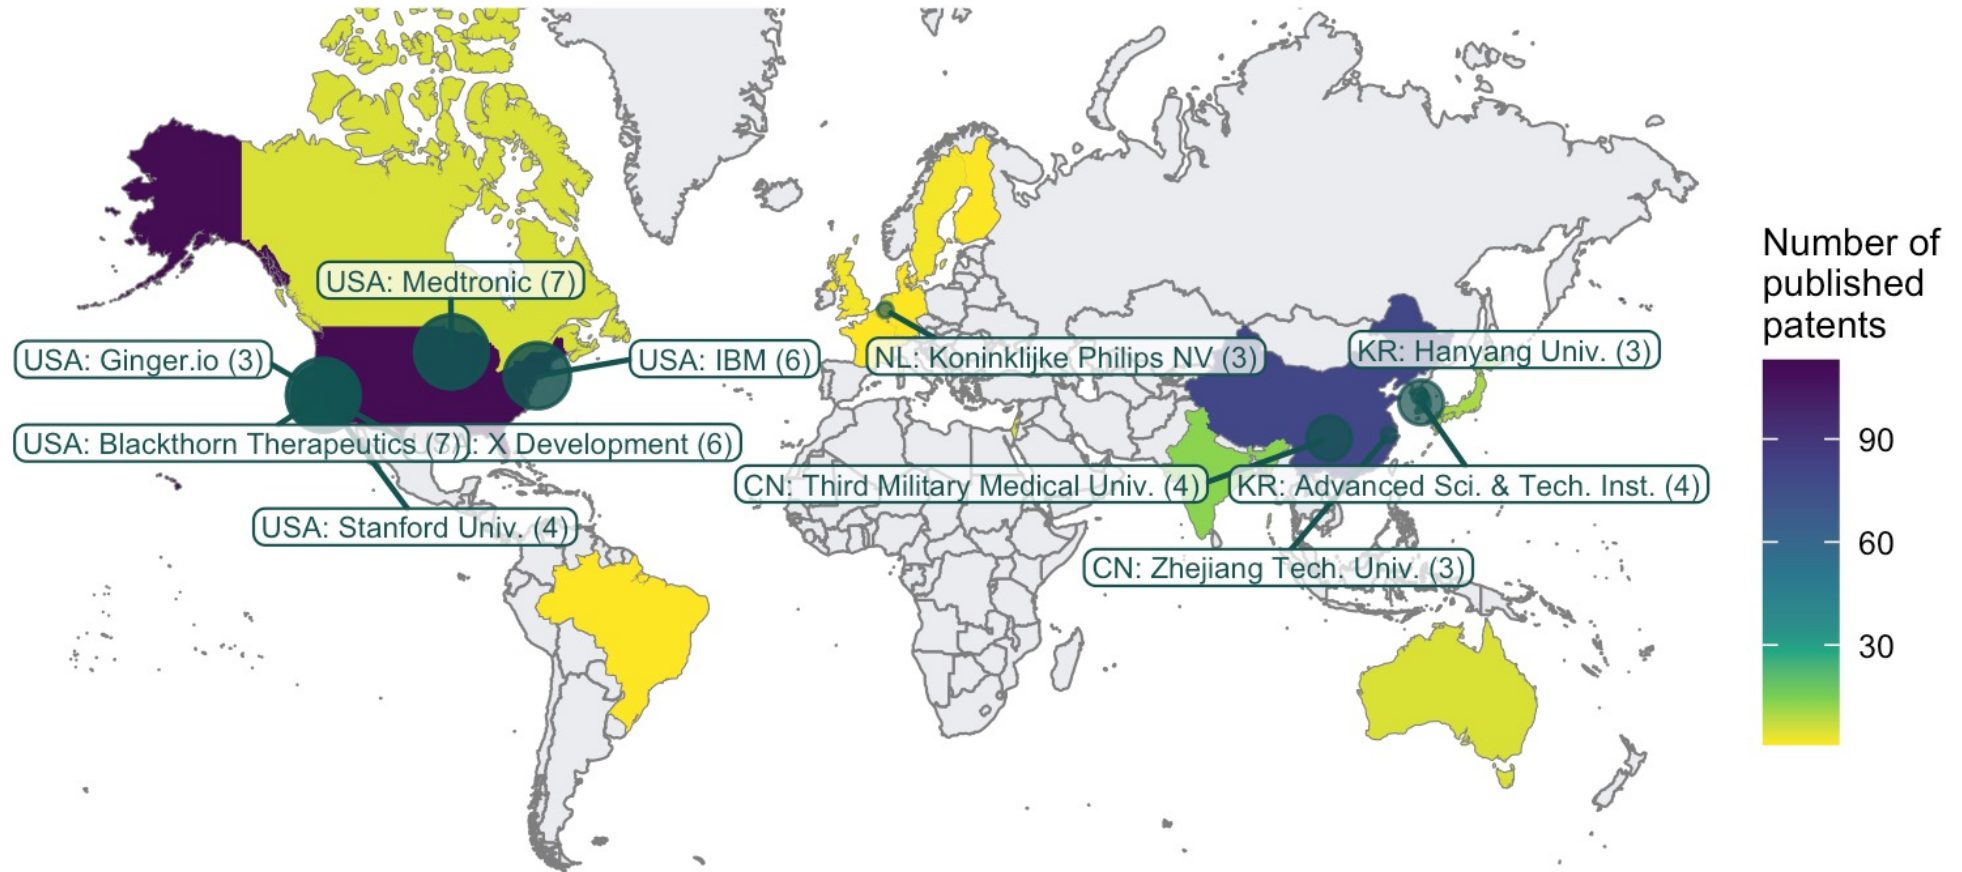 USA: Medtronic (7)
USA: Ginger.io (3)
USA: IBM (6)
NL: Koninklijke Philips NV (3)
KR: Hanyang Univ. (3)
USA: Blackthorn Therapeutics (7)
: X Development (6)
CN: Third Military Medical Univ. (4)
KR: Advanced Sci. & Tech. Inst. (4)
USA: Stanford Univ. (4)
CN: Zhejiang Tech. Univ. (3)
Number of
published
patents
90
60
30